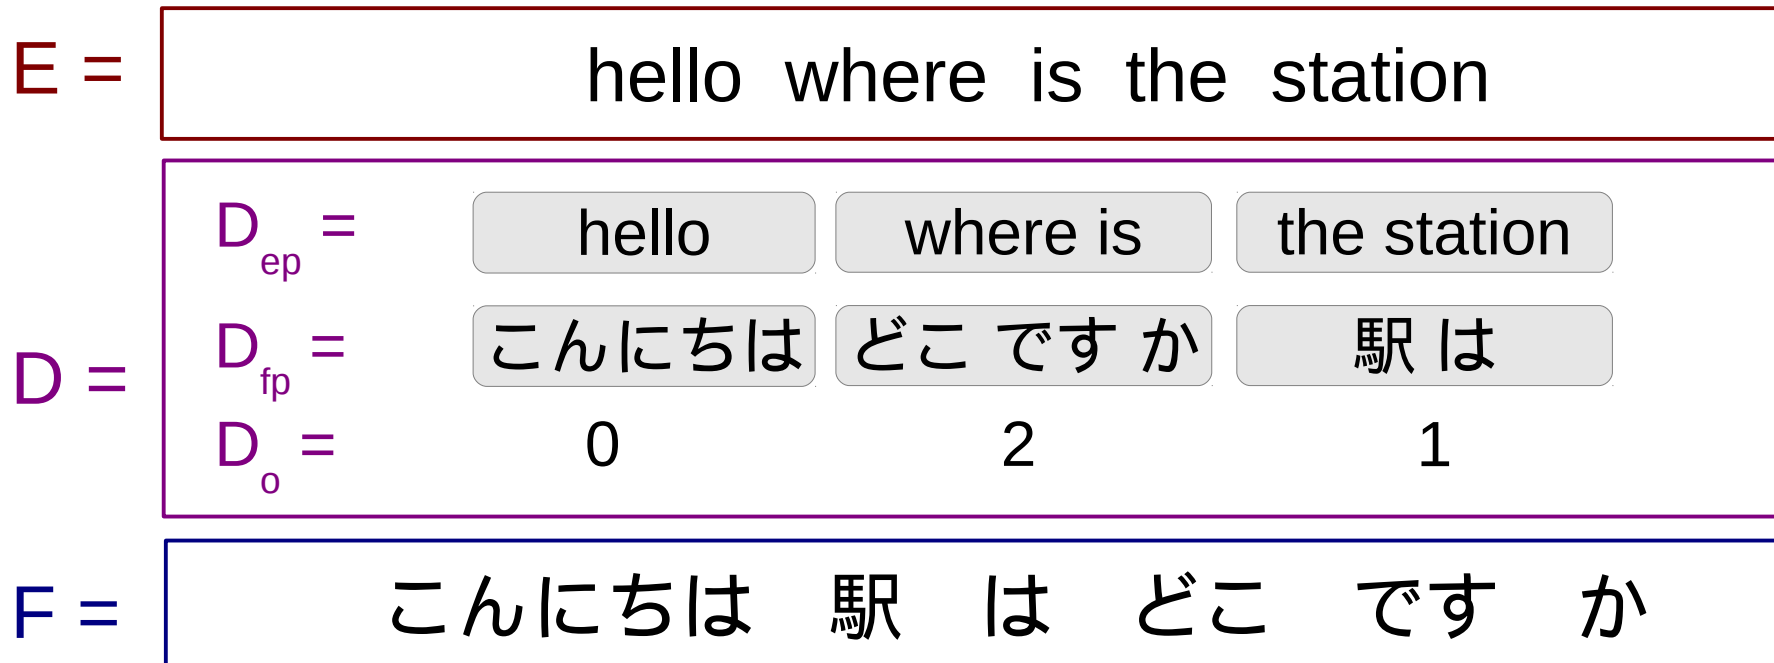 E = hello where is the station
D =
D_ep = hello where is the station
D_fp = こんにちは どこ です か 駅 は
D_o = 0 2 1
F = こんにちは 駅 は どこ です か